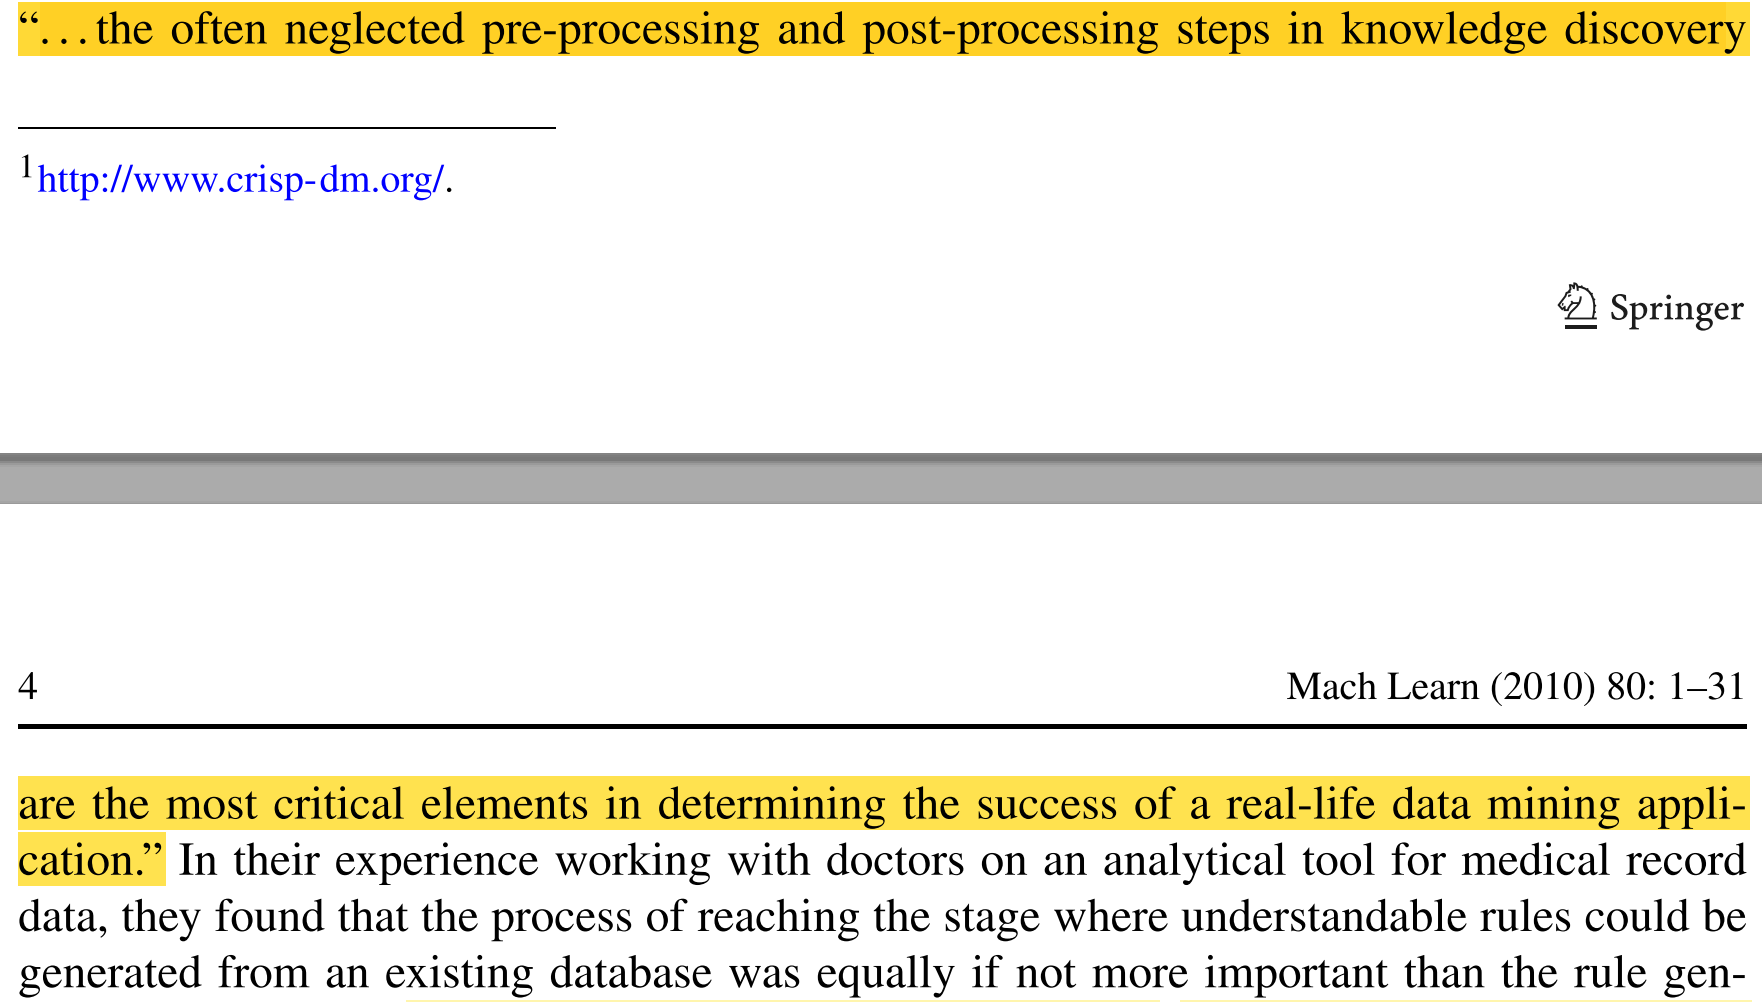 “...the often neglected pre-processing and post-processing steps in knowledge discovery
1http://www.crisp-dm.org/.
Springer
4 Mach Learn (2010) 80: 1–31
are the most critical elements in determining the success of a real-life data mining appli-
cation.” In their experience working with doctors on an analytical tool for medical record
data, they found that the process of reaching the stage where understandable rules could be
generated from an existing database was equally if not more important than the rule gen-